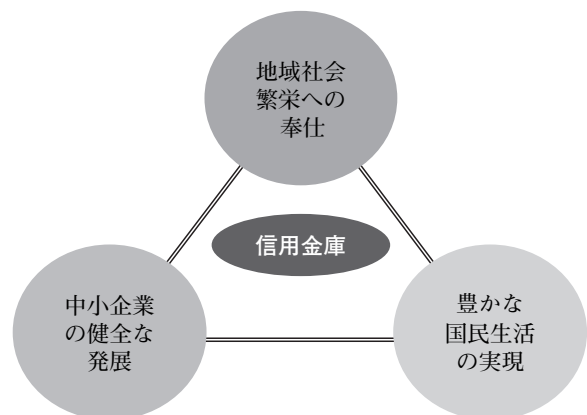 地域社会
繁栄への
奉仕
信用金庫
中小企業
の健全な
発展
豊かな
国民生活
の実現